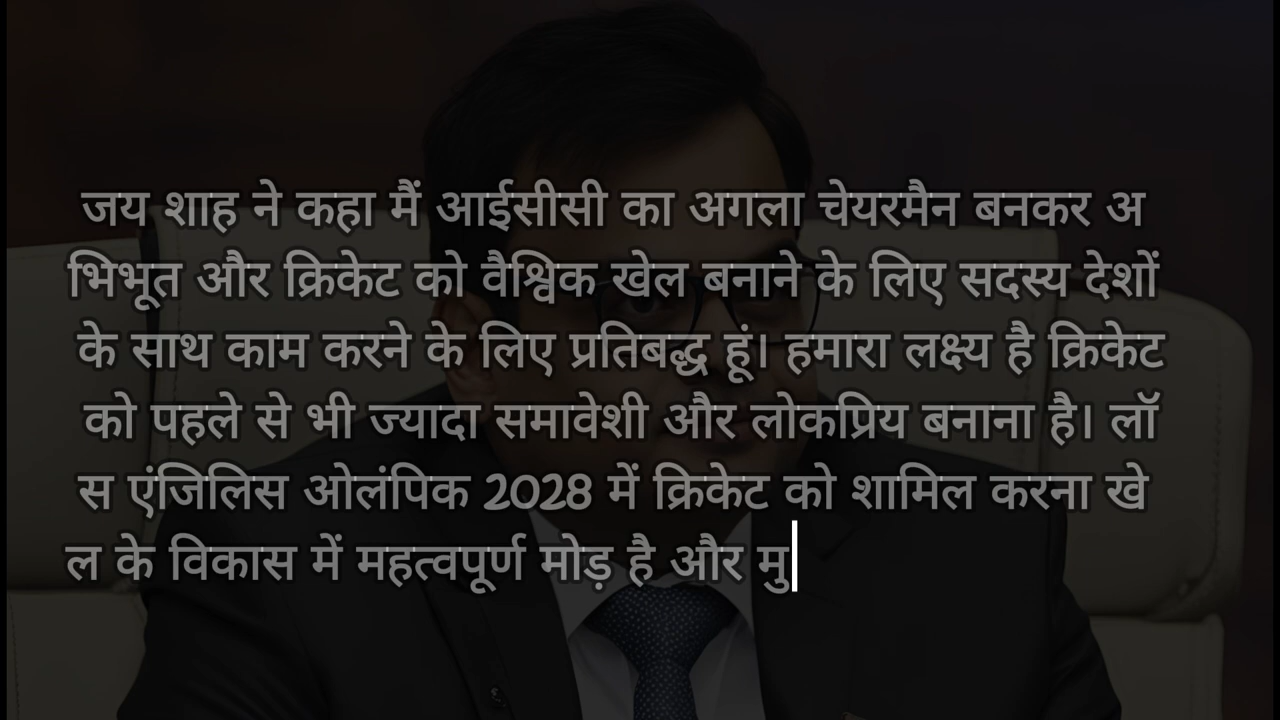 जय शाह ने कहा मैं आईसीसी का अगला चेयरमैन बनकर अ
भिभूत और क्रिकेट को वैश्विक खेल बनाने के लिए सदस्य देशों
के साथ काम करने के लिए प्रतिबद्ध हूं। हमारा लक्ष्य है क्रिकेट
को पहले से भी ज्यादा समावेशी और लोकप्रिय बनाना है। लॉ
स एंजिलिस ओलंपिक 2028 में क्रिकेट को शामिल करना खे
ल के विकास में महत्वपूर्ण मोड़ है और मु